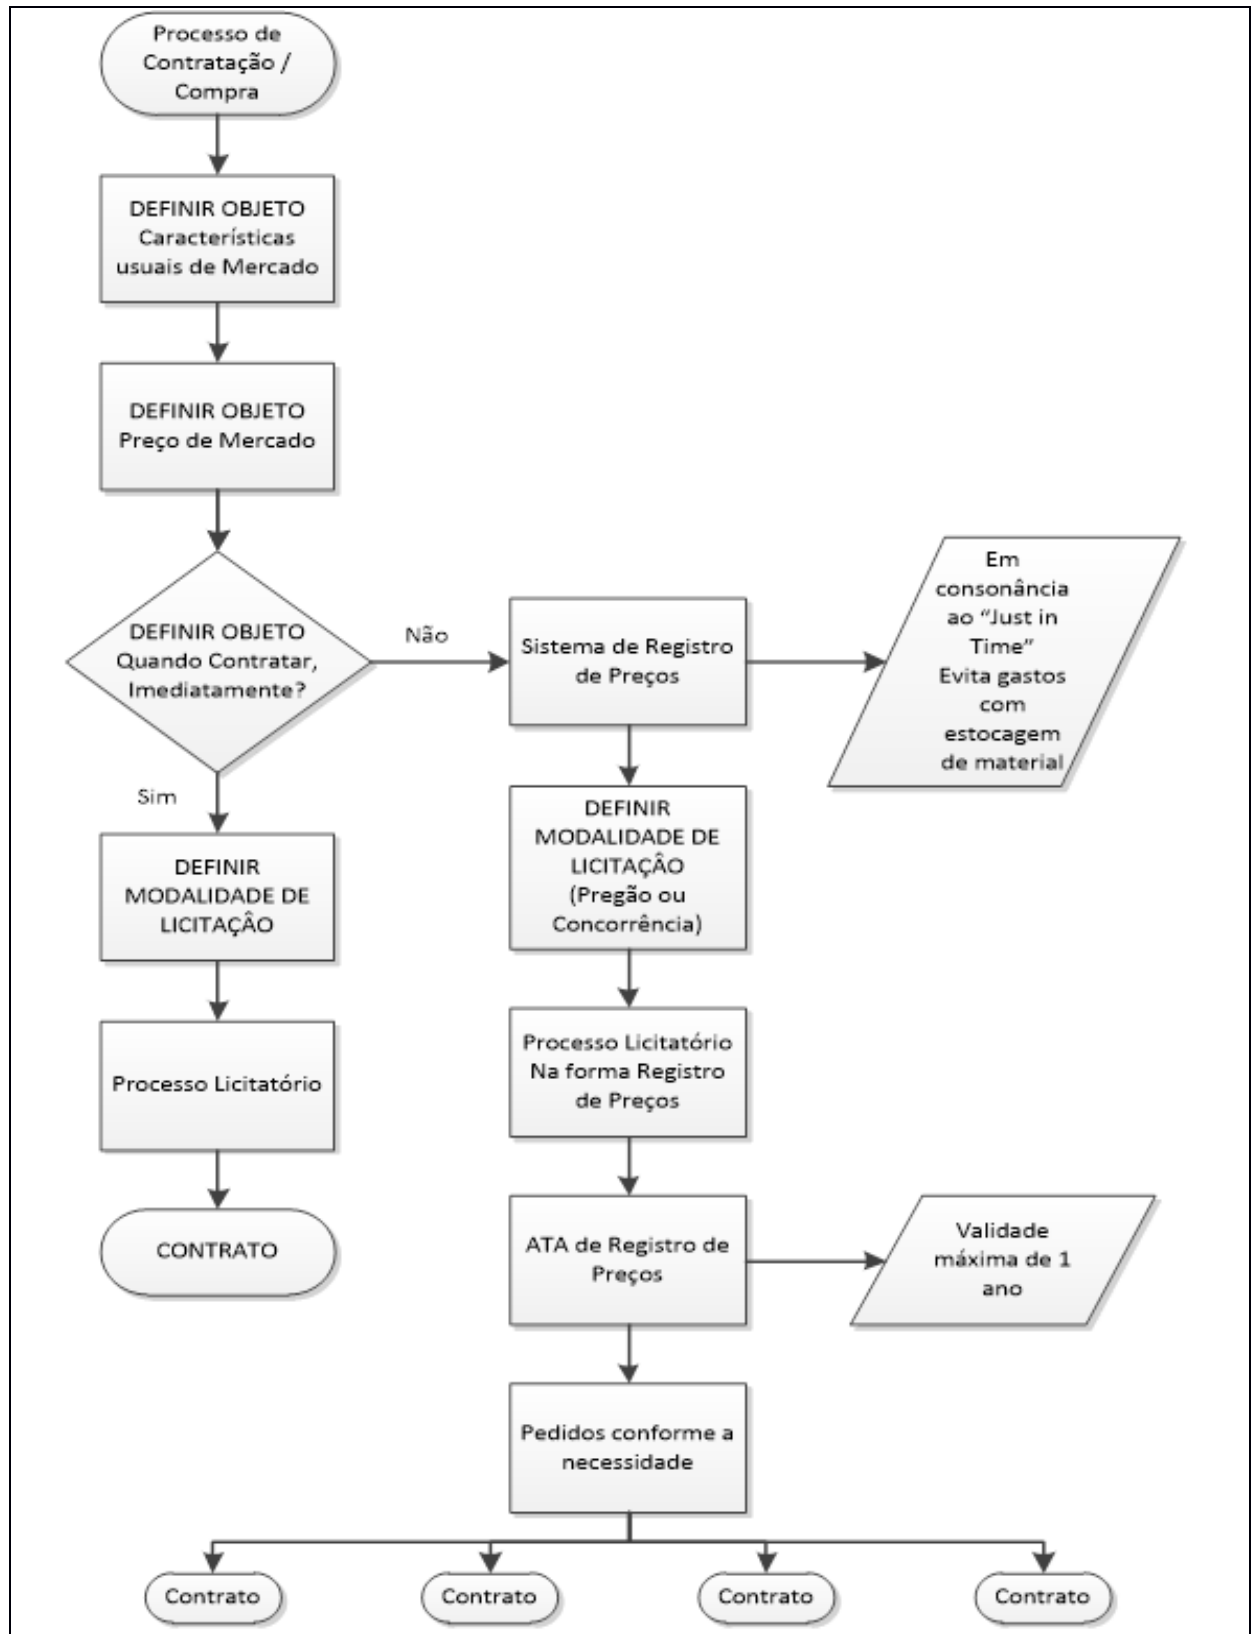 Processo de
Contratação /
Compra
DEFINIR OBJETO
Características
usuais de Mercado
DEFINIR OBJETO
Preço de Mercado
DEFINIR OBJETO
Quando Contratar,
Imediatamente?
Não
Sim
Sistema de Registro
de Preços
Em
consonância
ao “Just in
Time”
Evita gastos
com
estocagem
de material
DEFINIR
MODALIDADE DE
LICITAÇÂO
Processo Licitatório
CONTRATO
DEFINIR
MODALIDADE DE
LICITAÇÂO
(Pregão ou
Concorrência)
Processo Licitatório
Na forma Registro
de Preços
ATA de Registro de
Preços
Validade
máxima de 1
ano
Pedidos conforme a
necessidade
Contrato
Contrato
Contrato
Contrato